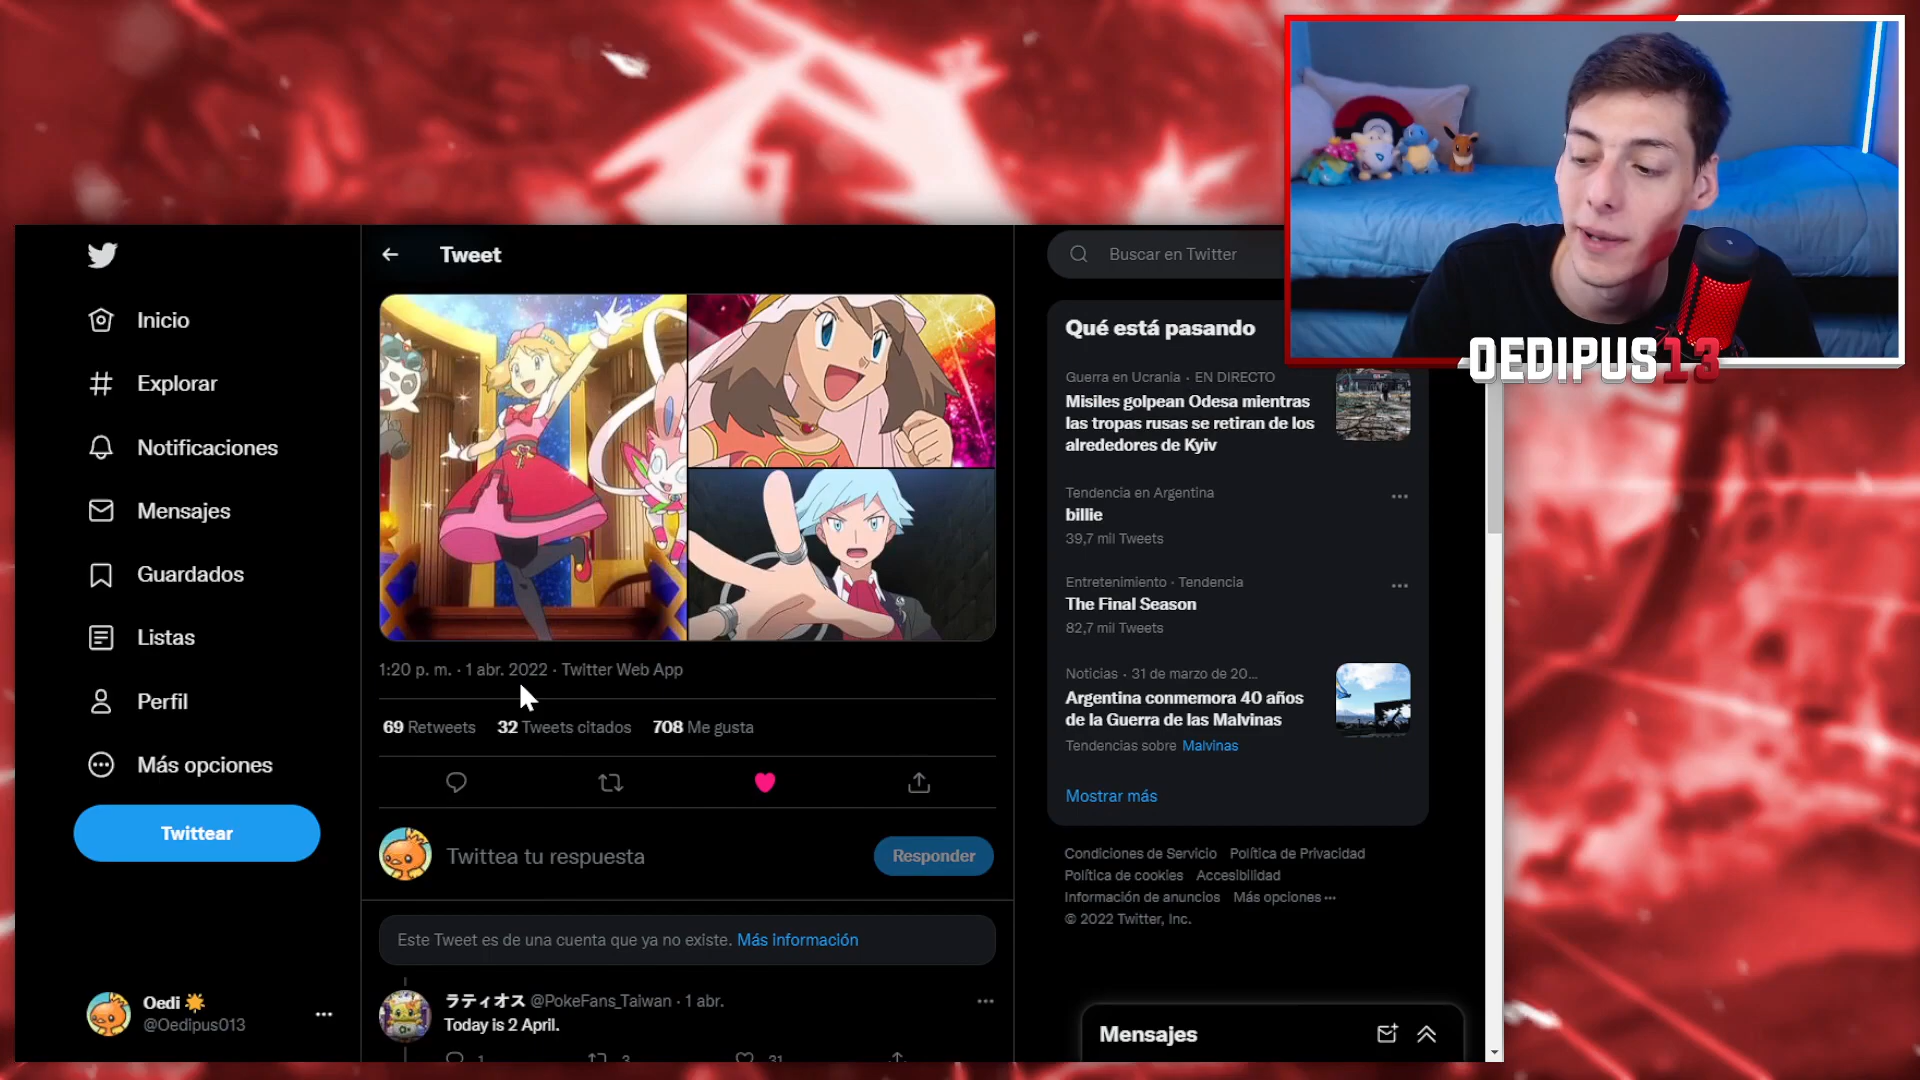 Inicio
Explorar
Notificaciones
Mensajes
Guardados
Listas
Perfil
Más opciones
Twittear
Oedi
@Oedipus013
Tweet
1:20 p. m. · 1 abr. 2022 · Twitter Web App
69 Retweets 32 Tweets citados 708 Me gusta
Twittea tu respuesta
Responder
Este Tweet es de una cuenta que ya no existe. Más información
ラティオス @PokeFans_Taiwan · 1 abr.
Today is 2 April.
1 3 31
Buscar en Twitter
Qué está pasando
Guerra en Ucrania · EN DIRECTO
Misiles golpean Odesa mientras
las tropas rusas se retiran de los
alrededores de Kyiv
Tendencia en Argentina
billie
39,7 mil Tweets
Entretenimiento · Tendencia
The Final Season
82,7 mil Tweets
Noticias · 31 de marzo de 20...
Argentina conmemora 40 años
de la Guerra de las Malvinas
Tendencias sobre Malvinas
Mostrar más
Condiciones de Servicio Política de Privacidad
Política de cookies Accesibilidad
Información de anuncios Más opciones ···
© 2022 Twitter, Inc.
Mensajes
OEDIPUS13